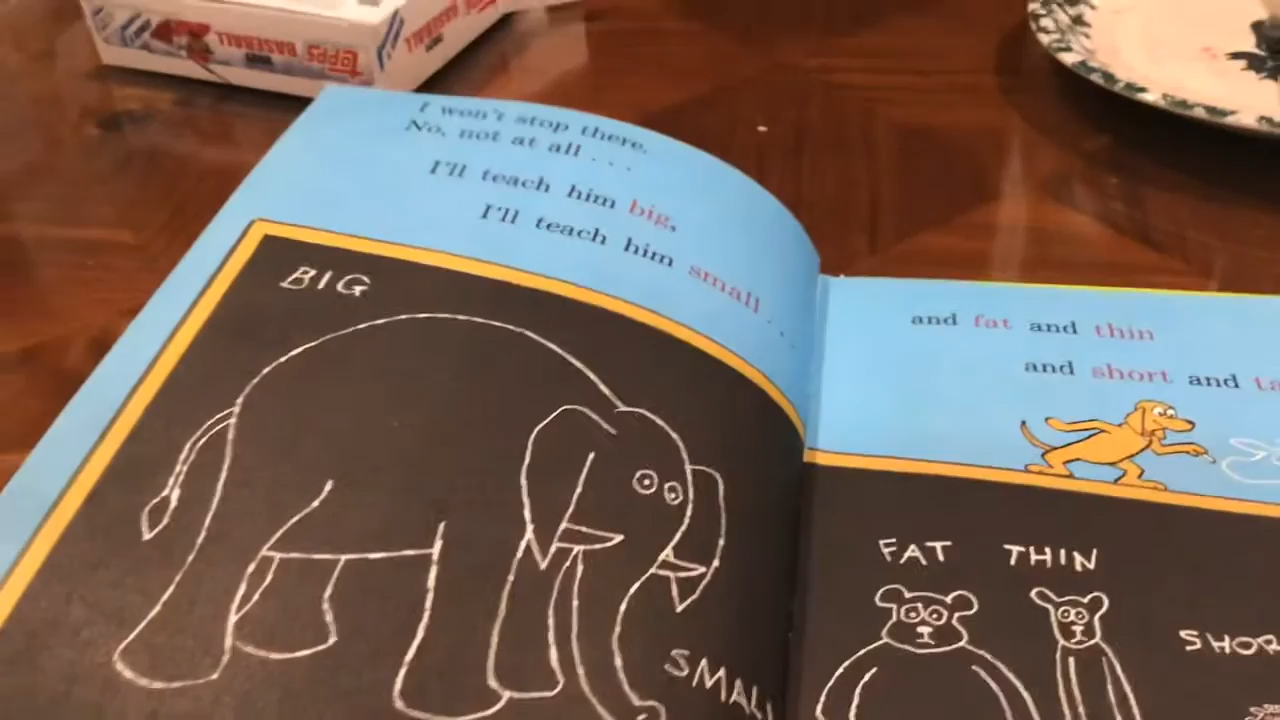 TOPPS
BASEBALL
BASEBALL
I won't stop there.
No, not at all . . . .
I'll teach him big,
I'll teach him small . . .
BIG
SMALL
and fat and thin
and short and
FAT THIN